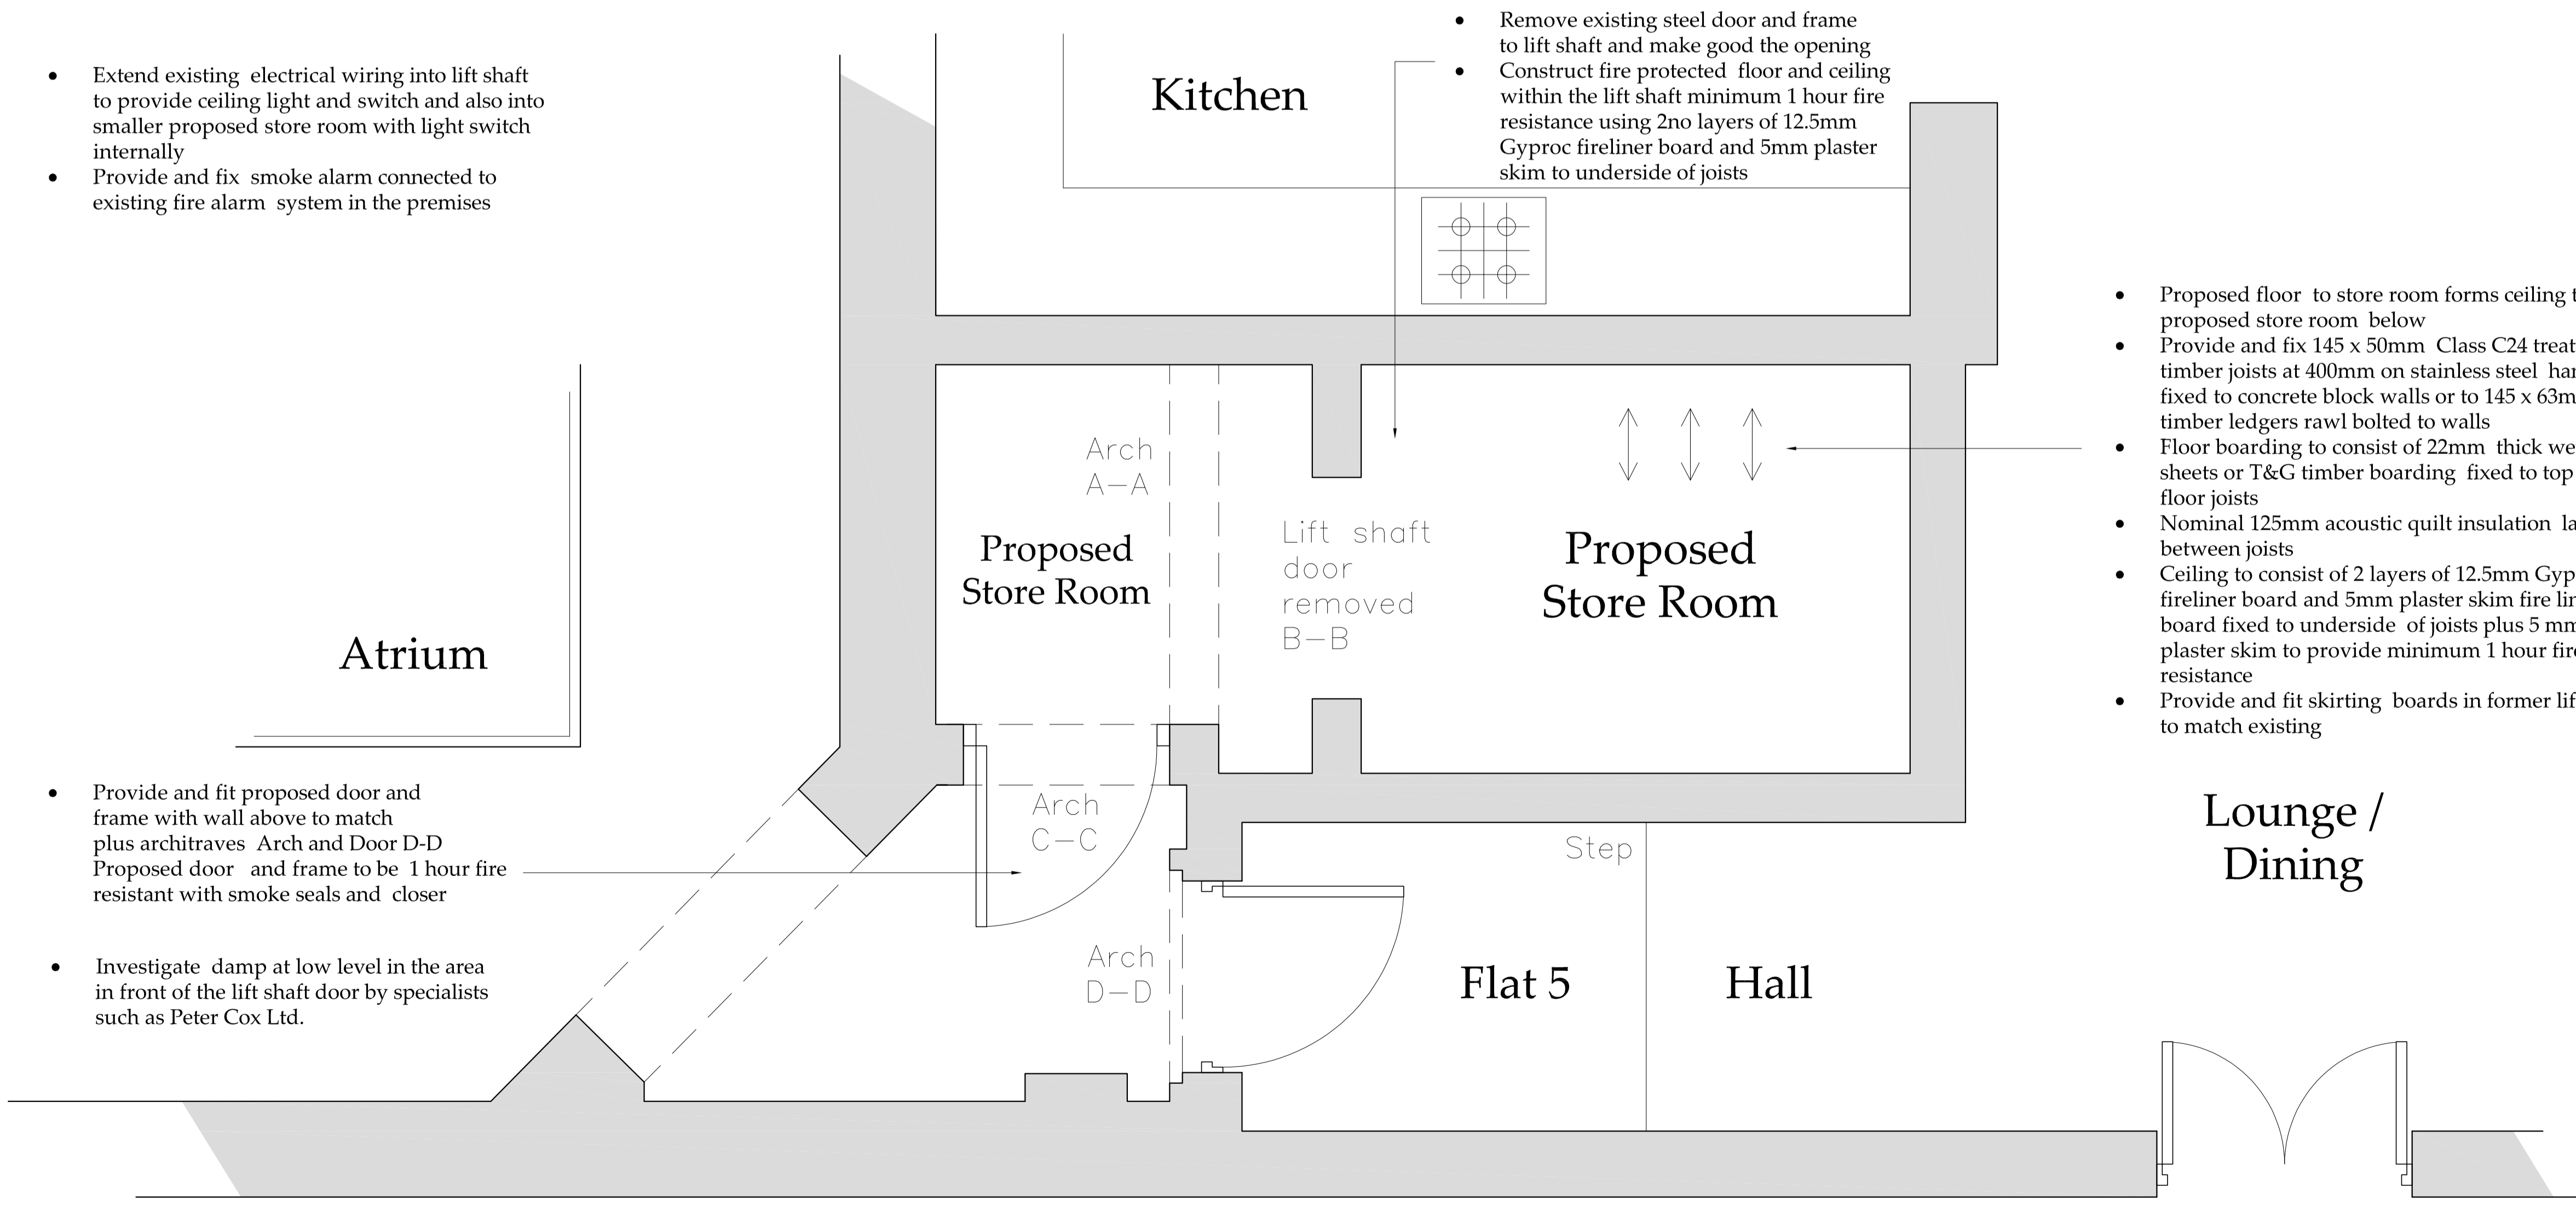 • Extend existing electrical wiring into lift shaft
to provide ceiling light and switch and also into
smaller proposed store room with light switch
internally
• Provide and fix smoke alarm connected to
existing fire alarm system in the premises
Kitchen
• Remove existing steel door and frame
to lift shaft and make good the opening
• Construct fire protected floor and ceiling
within the lift shaft minimum 1 hour fire
resistance using 2no layers of 12.5mm
Gyproc fireliner board and 5mm plaster
skim to underside of joists
• Proposed floor to store room forms ceiling
proposed store room below
• Provide and fix 145 x 50mm Class C24
timber joists at 400mm on stainless steel
fixed to concrete block walls or to 145 x
timber ledgers rawl bolted to walls
• Floor boarding to consist of 22mm thick
sheets or T&G timber boarding fixed to top
floor joists
• Nominal 125mm acoustic quilt insulation
between joists
• Ceiling to consist of 2 layers of 12.5mm
fireliner board and 5mm plaster skim fire
board fixed to underside of joists plus 5
plaster skim to provide minimum 1 hour
resistance
• Provide and fit skirting boards in former
to match existing
Arch
A-A
Proposed
Store Room
Lift shaft
door
removed
B-B
Proposed
Store Room
Atrium
• Provide and fit proposed door and
frame with wall above to match
plus architraves Arch and Door D-D
Proposed door and frame to be 1 hour fire
resistant with smoke seals and closer
Arch
C-C
Step
Lounge /
Dining
• Investigate damp at low level in the area
in front of the lift shaft door by specialists
such as Peter Cox Ltd.
Arch
D-D
Flat 5
Hall